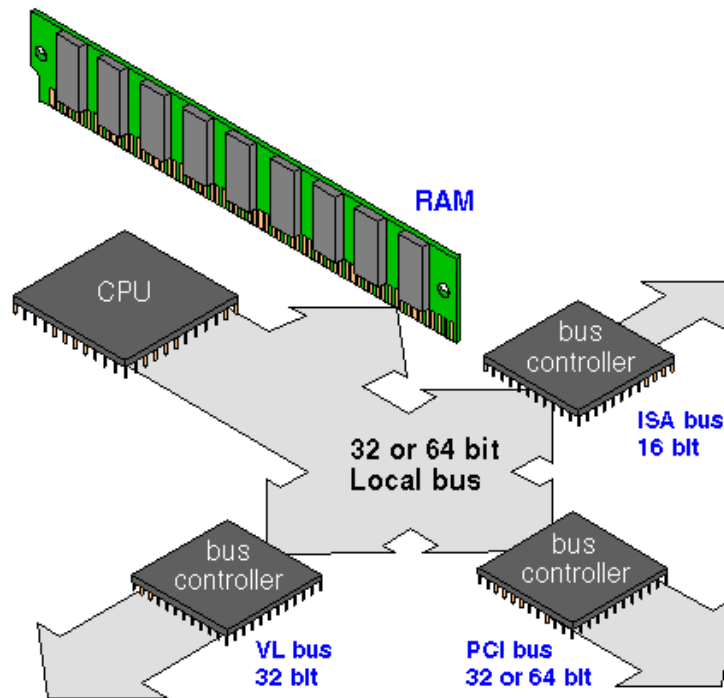 RAM
CPU
bus
controller
ISA bus
16 bit
32 or 64 bit
Local bus
bus
controller
VL bus
32 bit
bus
controller
PCI bus
32 or 64 bit